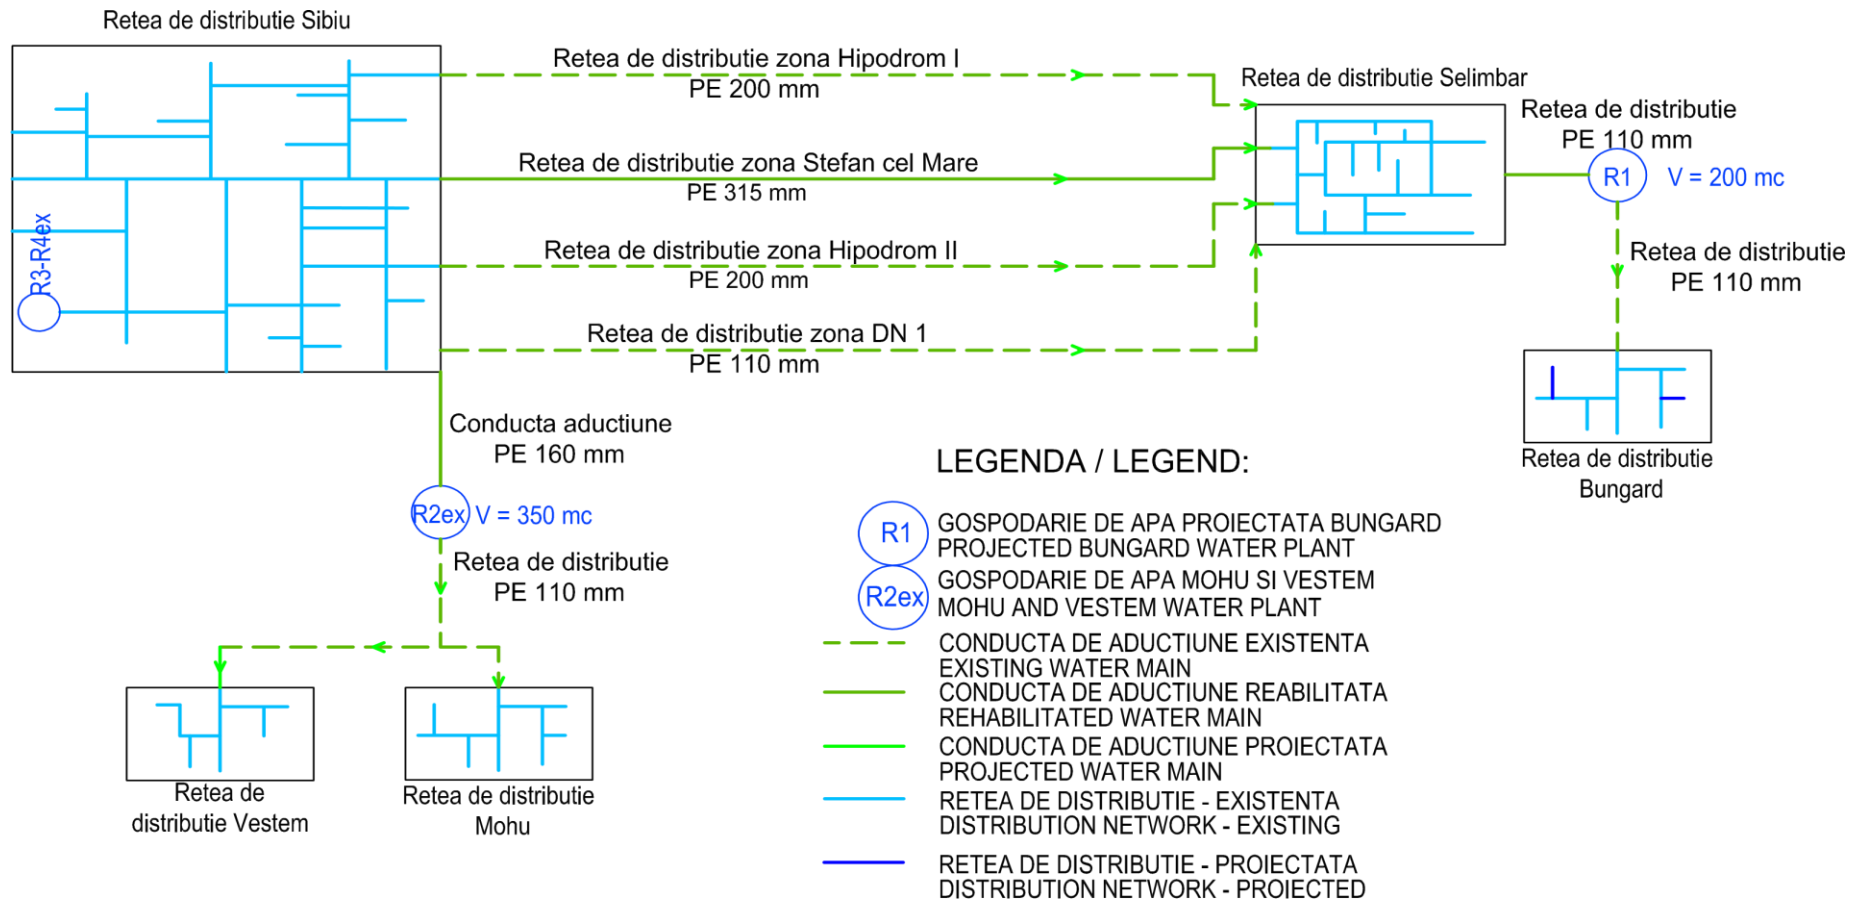 Retea de distributie Sibiu
Retea de distributie zona Hipodrom I
PE 200 mm
Retea de distributie Selimbar
Retea de distributie
PE 110 mm
R1
V = 200 mc
Retea de distributie zona Stefan cel Mare
PE 315 mm
R3-R4ex
Retea de distributie zona Hipodrom II
PE 200 mm
Retea de distributie
PE 110 mm
Retea de distributie zona DN 1
PE 110 mm
Conducta aductiune
PE 160 mm
Retea de distributie
Bungard
R2ex
V = 350 mc
Retea de distributie
PE 110 mm
Retea de
distributie Vestem
Retea de distributie
Mohu
LEGENDA / LEGEND:
R1
GOSPODARIE DE APA PROIECTATA BUNGARD
PROJECTED BUNGARD WATER PLANT
R2ex
GOSPODARIE DE APA MOHU SI VESTEM
MOHU AND VESTEM WATER PLANT
CONDUCTA DE ADUCTIUNE EXISTENTA
EXISTING WATER MAIN
CONDUCTA DE ADUCTIUNE REABILITATA
REHABILITATED WATER MAIN
CONDUCTA DE ADUCTIUNE PROIECTATA
PROJECTED WATER MAIN
RETEA DE DISTRIBUTIE - EXISTENTA
DISTRIBUTION NETWORK - EXISTING
RETEA DE DISTRIBUTIE - PROIECTATA
DISTRIBUTION NETWORK - PROIECTED